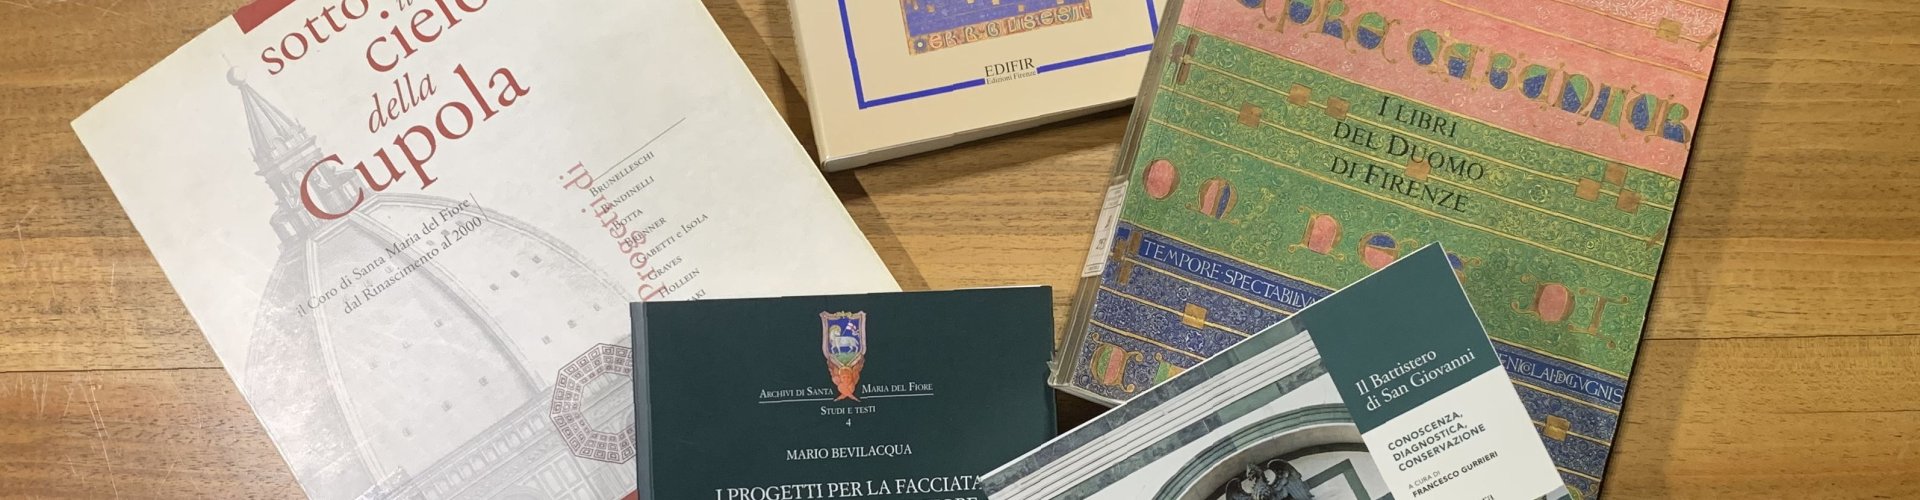 sotto
il
cielo
della
Cupola
il Coro di Santa Maria del Fiore
dal Rinascimento al 2000
Progetti di
BRUNELLESCHI
BANDINELLI
BOTTA
BRENNER
GABETTI e ISOLA
GRAVES
HOLLEIN
EDIFIR
Edizioni Firenze
I LIBRI
DEL DUOMO
DI FIRENZE
TEMPORE·SPECTABILI
ARCHIVI DI SANTA MARIA DEL FIORE
STUDI E TESTI
4
MARIO BEVILACQUA
I PROGETTI PER LA FACCIATA
Il Battistero
di San Giovanni
CONOSCENZA,
DIAGNOSTICA,
CONSERVAZIONE
A CURA DI
FRANCESCO GURRIERI